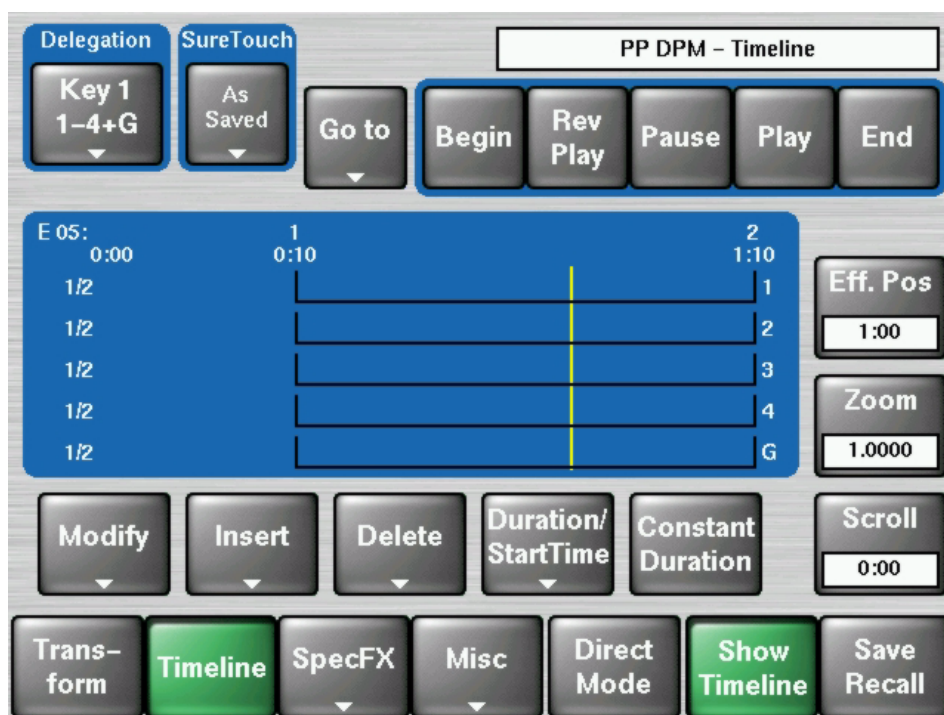 Delegation
SureTouch
PP DPM – Timeline
Key 1
1–4+G
As
Saved
Go to
Begin
Rev
Play
Pause
Play
End
E 05:
1
2
0:00
0:10
1:10
1/2
1
1/2
2
1/2
3
1/2
4
1/2
G
Eff. Pos
1:00
Zoom
1.0000
Scroll
0:00
Modify
Insert
Delete
Duration/
StartTime
Constant
Duration
Trans–
form
Timeline
SpecFX
Misc
Direct
Mode
Show
Timeline
Save
Recall